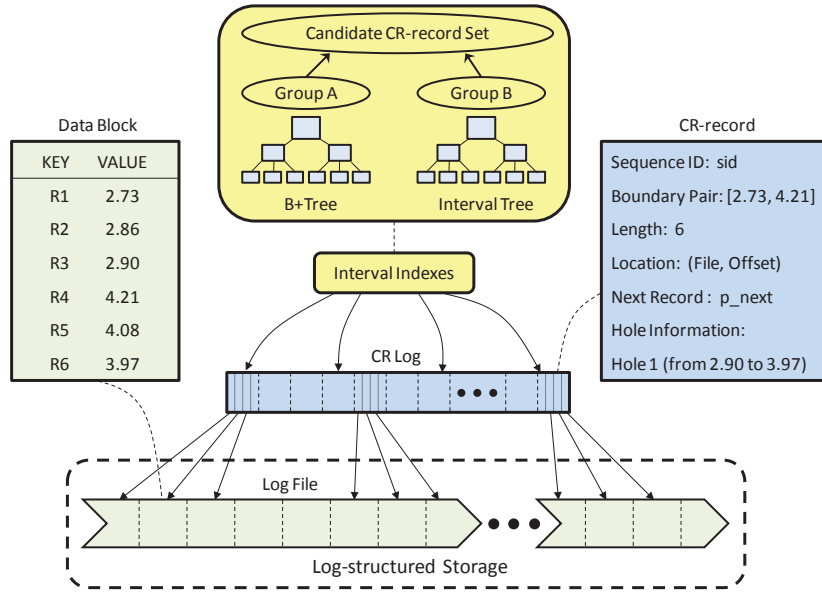 Candidate CR-record Set
Group A
Group B
B+Tree
Interval Tree
Data Block
KEY VALUE
R1 2.73
R2 2.86
R3 2.90
R4 4.21
R5 4.08
R6 3.97
CR-record
Sequence ID: sid
Boundary Pair: [2.73, 4.21]
Length: 6
Location: (File, Offset)
Next Record : p_next
Hole Information:
Hole 1 (from 2.90 to 3.97)
Interval Indexes
CR Log
Log File
Log-structured Storage